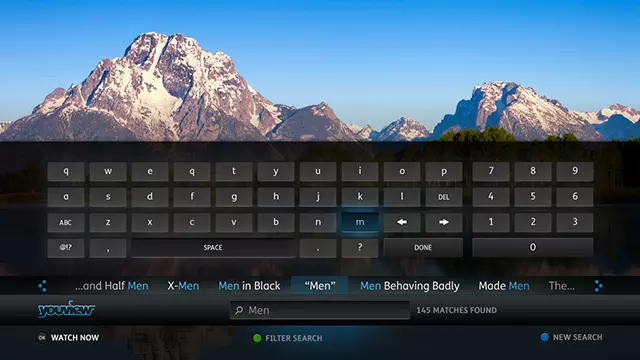 q w e q t y u i o p 7 8 9
a s h j k l DEL 4 5 6
ABC z x c v b n m 1 2 3
@!? , SPACE . ? DONE 0
...and Half Men X-Men Men in Black “Men” Men Behaving Badly Made Men The...
youview Men 145 MATCHES FOUND
OK WATCH NOW FILTER SEARCH NEW SEARCH